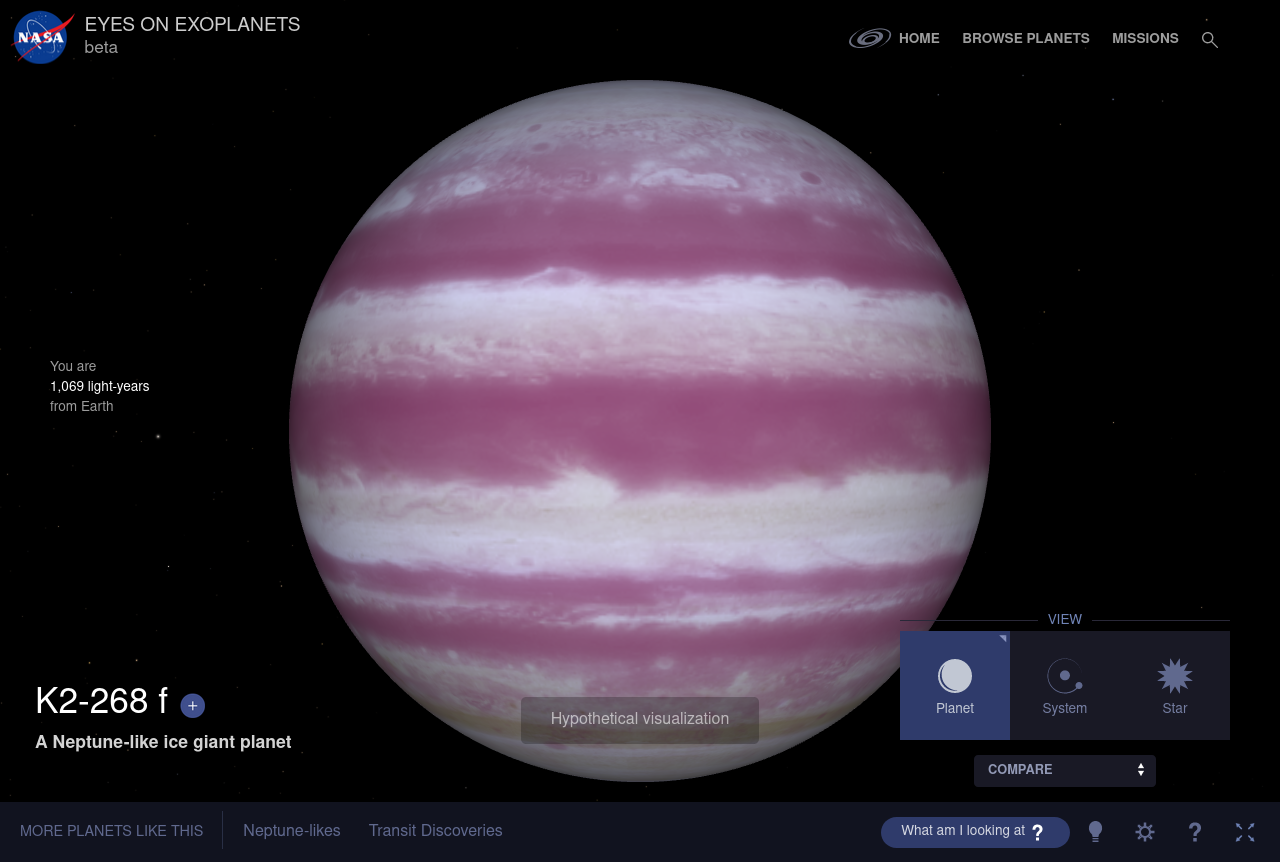 NASA
EYES ON EXOPLANETS
beta
HOME
BROWSE PLANETS
MISSIONS
You are
1,069 light-years
from Earth
VIEW
Planet
System
Star
K2-268 f +
A Neptune-like ice giant planet
Hypothetical visualization
COMPARE
MORE PLANETS LIKE THIS
Neptune-likes
Transit Discoveries
What am I looking at ?
?